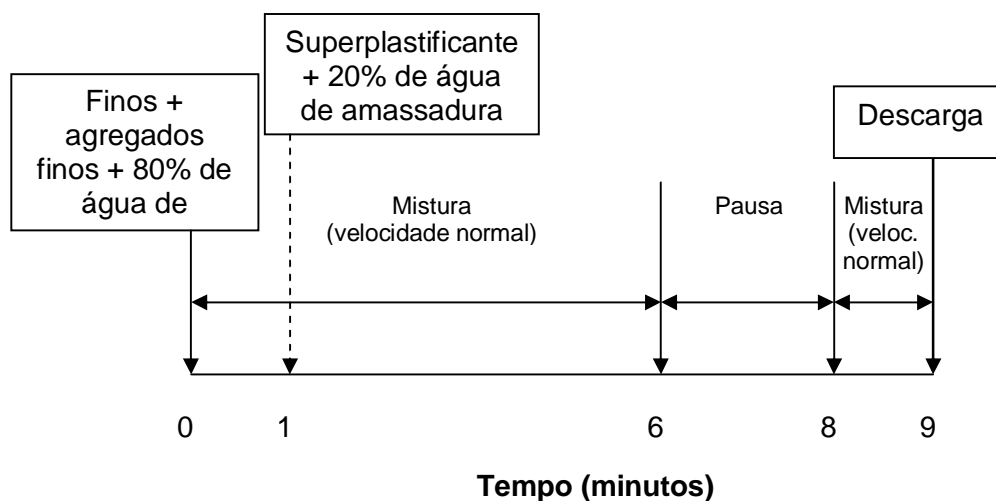 Superplastificante
+ 20% de água
de amassadura
Finos +
agregados
finos + 80% de
água de
Descarga
Mistura
(velocidade normal)
Pausa
Mistura
(veloc.
normal)
0
1
6
8
9
Tempo (minutos)